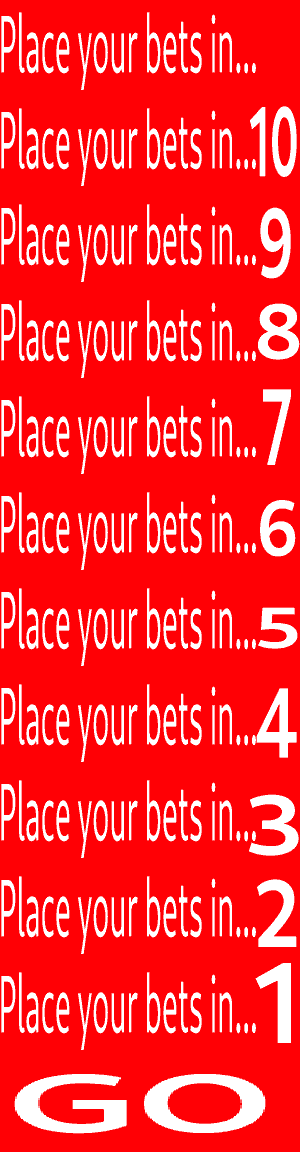 Place your bets in...
Place your bets in...10
Place your bets in...9
Place your bets in...8
Place your bets in...7
Place your bets in...6
Place your bets in...5
Place your bets in...4
Place your bets in...3
Place your bets in...2
Place your bets in...1
GO